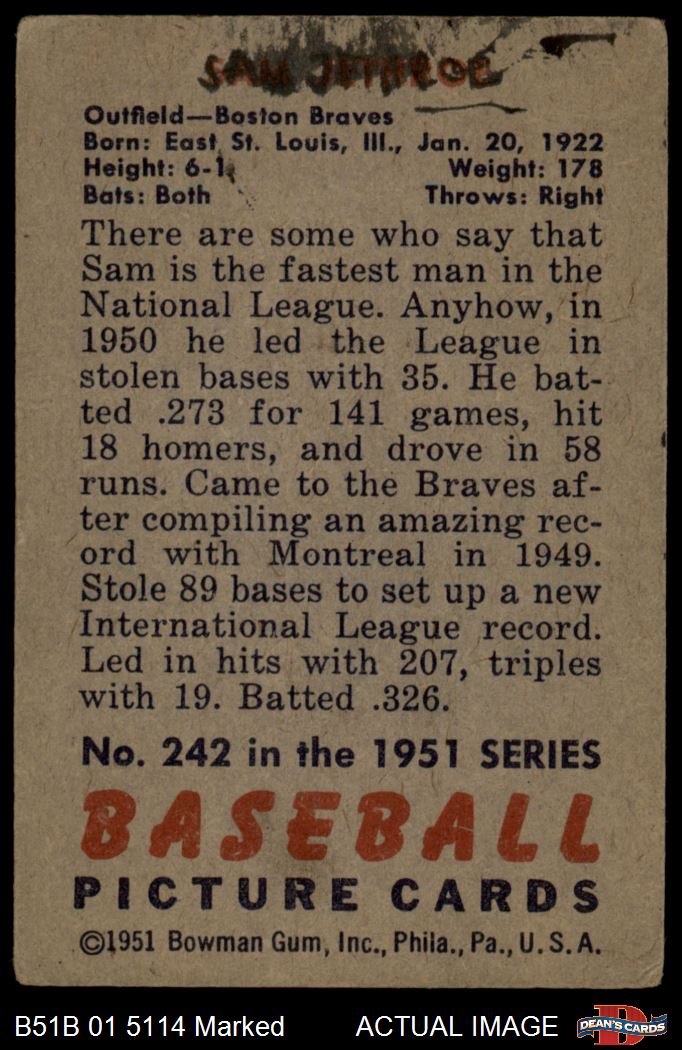 SAM JETHROE
Outfield—Boston Braves
Born: East St. Louis, Ill., Jan. 20, 1922
Height: 6-1 Weight: 178
Bats: Both Throws: Right
There are some who say that
Sam is the fastest man in the
National League. Anyhow, in
1950 he led the League in
stolen bases with 35. He bat-
ted .273 for 141 games, hit
18 homers, and drove in 58
runs. Came to the Braves af-
ter compiling an amazing rec-
ord with Montreal in 1949.
Stole 89 bases to set up a new
International League record.
Led in hits with 207, triples
with 19. Batted .326.
No. 242 in the 1951 SERIES
BASEBALL
PICTURE CARDS
©1951 Bowman Gum, Inc., Phila., Pa., U.S.A.
B51B 01 5114 Marked ACTUAL IMAGE
D
DEAN'S CARDS